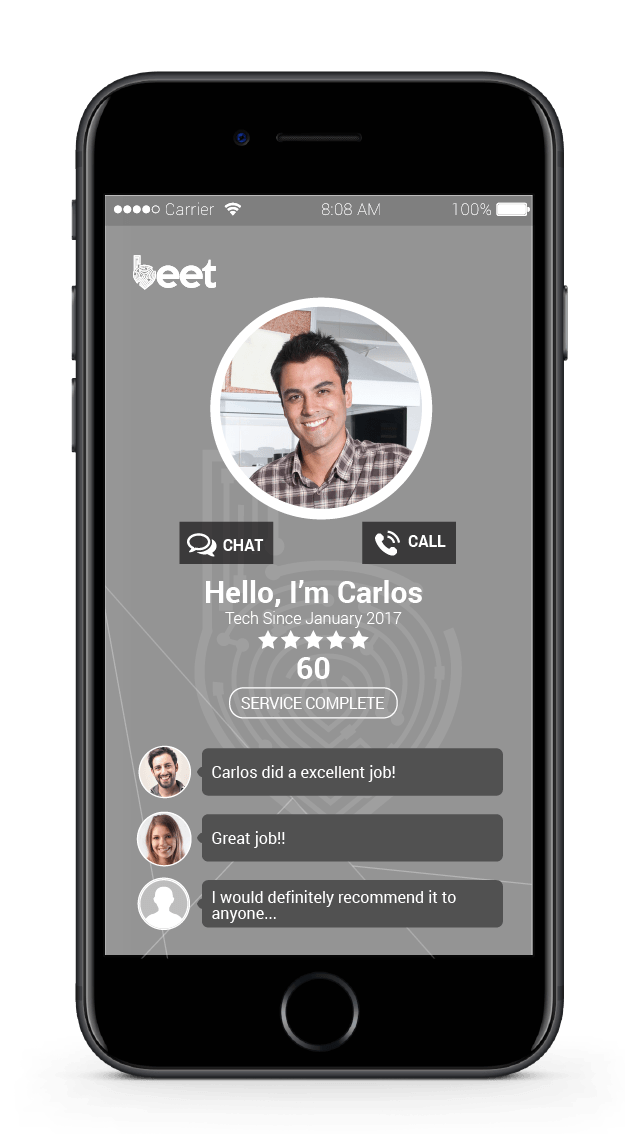 Carrier 8:08 AM 100%
beet
CHAT CALL
Hello, I'm Carlos
Tech Since January 2017
60
SERVICE COMPLETE
Carlos did a excellent job!
Great job!!
I would definitely recommend it to
anyone...